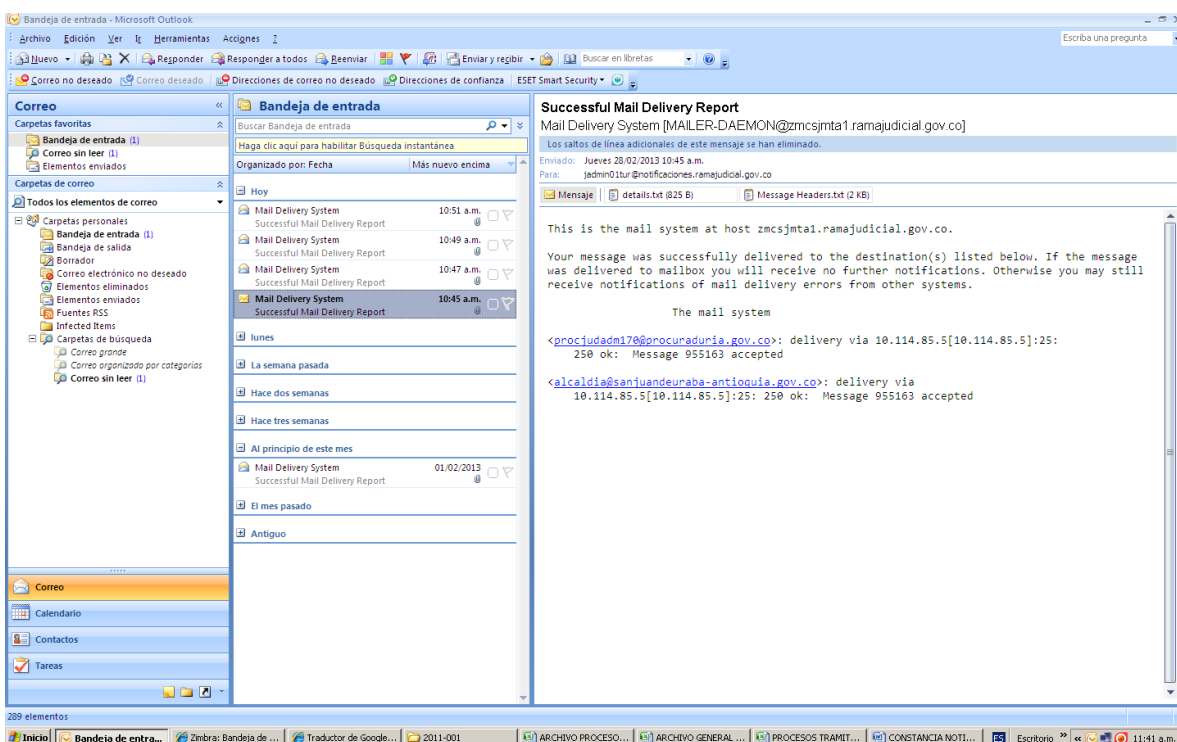 Bandeja de entrada - Microsoft Outlook
Archivo Edición Ver Ir Herramientas Acciones ?
Escriba una pregunta
Nuevo Responder Responder a todos Reenviar Enviar y recibir Buscar en libretas
Correo no deseado Correo deseado Direcciones de correo no deseado Direcciones de confianza ESET Smart Security
Correo «
Carpetas favoritas
Bandeja de entrada (1)
Correo sin leer (1)
Elementos enviados
Carpetas de correo
Todos los elementos de correo
Carpetas personales
Bandeja de entrada (1)
Bandeja de salida
Borrador
Correo electrónico no deseado
Elementos eliminados
Elementos enviados
Fuentes RSS
Infected Items
Carpetas de búsqueda
Correo grande
Correo organizado por categorías
Correo sin leer (1)
Correo
Calendario
Contactos
Tareas
Bandeja de entrada
Buscar Bandeja de entrada
Haga clic aquí para habilitar Búsqueda instantánea
Organizado por: Fecha Más nuevo encima
Hoy
Mail Delivery System 10:51 a.m.
Successful Mail Delivery Report
Mail Delivery System 10:49 a.m.
Successful Mail Delivery Report
Mail Delivery System 10:47 a.m.
Successful Mail Delivery Report
Mail Delivery System 10:45 a.m.
Successful Mail Delivery Report
lunes
La semana pasada
Hace dos semanas
Hace tres semanas
Al principio de este mes
Mail Delivery System 01/02/2013
Successful Mail Delivery Report
El mes pasado
Antiguo
Successful Mail Delivery Report
Mail Delivery System [MAILER-DAEMON@zmcsjmta1.ramajudicial.gov.co]
Los saltos de línea adicionales de este mensaje se han eliminado.
Enviado: Jueves 28/02/2013 10:45 a.m.
Para: jadmin01tur@notificaciones.ramajudicial.gov.co
Mensaje details.txt (825 B) Message Headers.txt (2 KB)
This is the mail system at host zmcsjmta1.ramajudicial.gov.co.
Your message was successfully delivered to the destination(s) listed below. If the message
was delivered to mailbox you will receive no further notifications. Otherwise you may still
receive notifications of mail delivery errors from other systems.
The mail system
<procjudadm170@procuraduria.gov.co>: delivery via 10.114.85.5[10.114.85.5]:25:
250 ok: Message 955163 accepted
<alcaldia@sanjuandeuraba-antioquia.gov.co>: delivery via
10.114.85.5[10.114.85.5]:25: 250 ok: Message 955163 accepted
289 elementos
Inicio Bandeja de entra... Zimbra: Bandeja de ... Traductor de Google... 2011-001 ARCHIVO PROCESO... ARCHIVO GENERAL ... PROCESOS TRAMIT... CONSTANCIA NOTI... ES Escritorio » « 11:41 a.m.